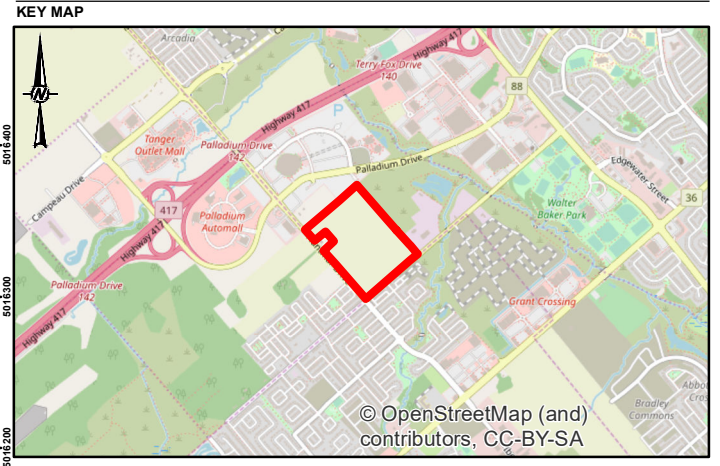 KEY MAP
Arcadia
Highway 417
Terry Fox Drive
140
88
N
P
Highway 417
5016400
Tanger
Outlet Mall
Palladium Drive
142
Palladium Drive
Edgewater Street
Campeau Drive
417
Walter
Baker Park
36
Palladium
Automall
Highway 417
Palladium Drive
142
5016300
Grant Crossing
Highway 417
Bradley
Commons
© OpenStreetMap (and)
contributors, CC-BY-SA
5016200